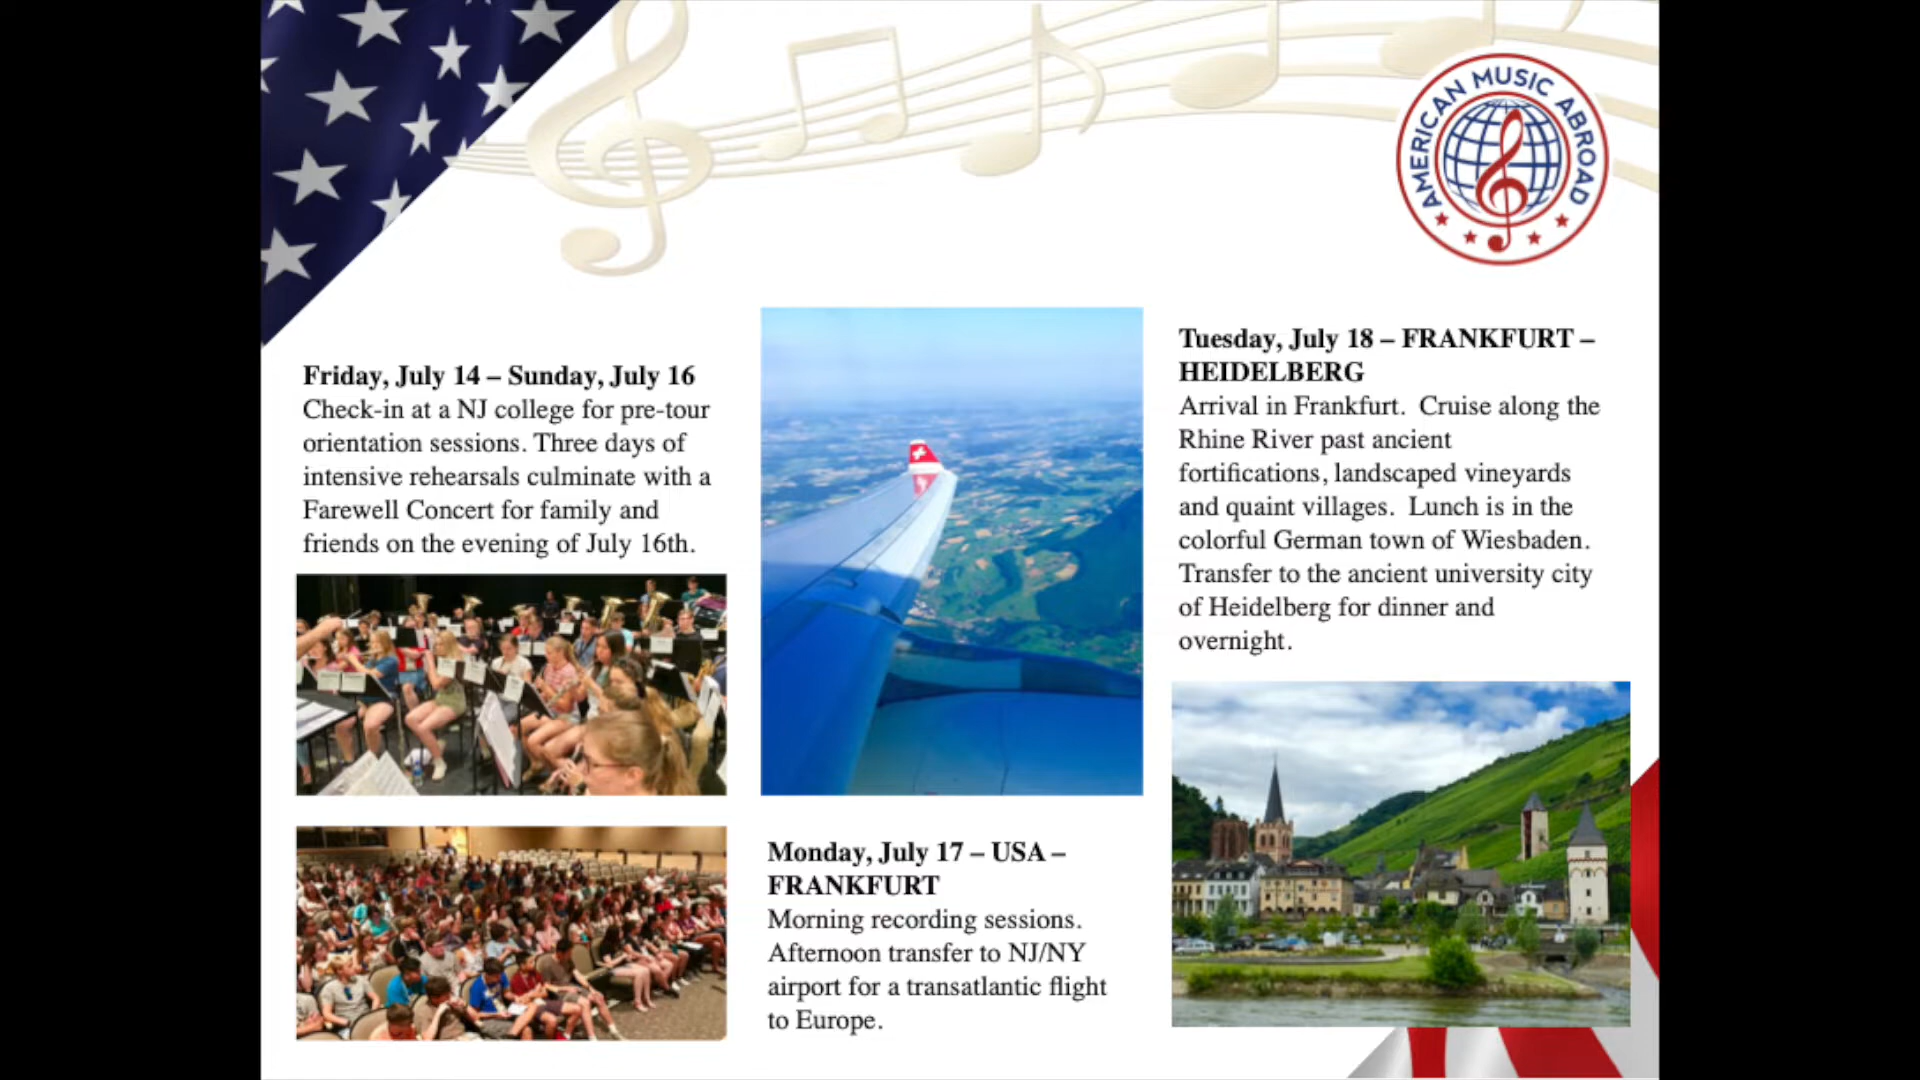 AMERICAN MUSIC ABROAD
Friday, July 14 – Sunday, July 16
Check-in at a NJ college for pre-tour
orientation sessions. Three days of
intensive rehearsals culminate with a
Farewell Concert for family and
friends on the evening of July 16th.
Monday, July 17 – USA –
FRANKFURT
Morning recording sessions.
Afternoon transfer to NJ/NY
airport for a transatlantic flight
to Europe.
Tuesday, July 18 – FRANKFURT –
HEIDELBERG
Arrival in Frankfurt.  Cruise along the
Rhine River past ancient
fortifications, landscaped vineyards
and quaint villages.  Lunch is in the
colorful German town of Wiesbaden.
Transfer to the ancient university city
of Heidelberg for dinner and
overnight.